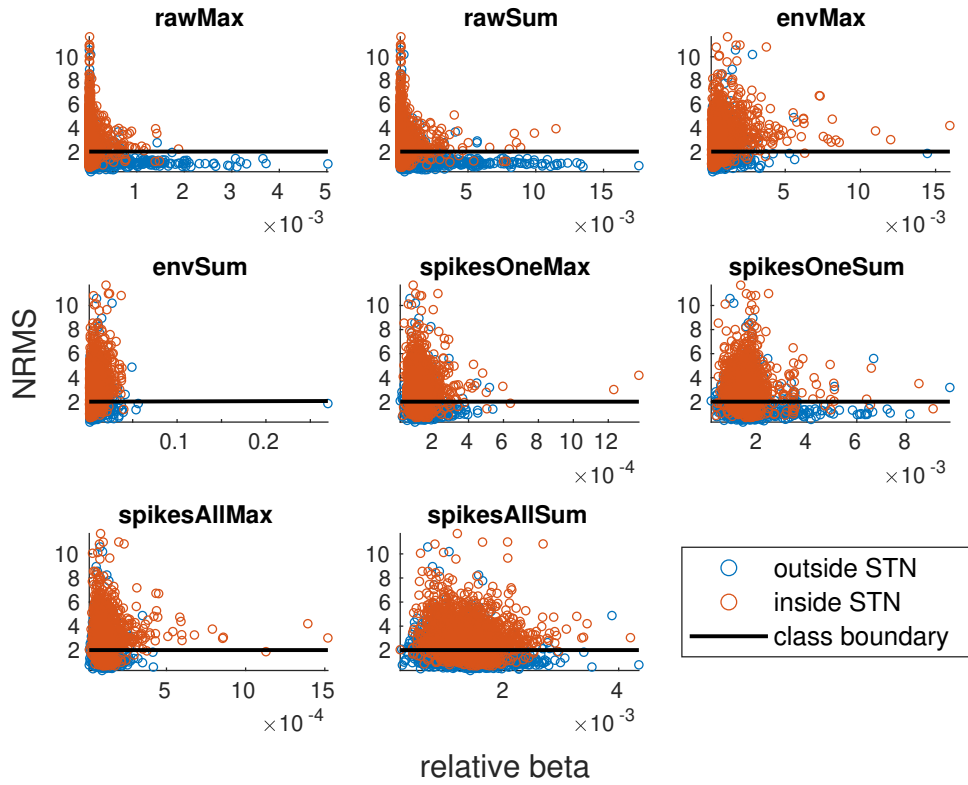 rawMax rawSum envMax
10 8 6 4 2
1 2 3 4 5
×10⁻³
10 8 6 4 2
5 10 15
×10⁻³
10 8 6 4 2
5 10 15
×10⁻³
envSum spikesOneMax spikesOneSum
10 8 6 4 2
0.1 0.2
10 8 6 4 2
2 4 6 8 10 12
×10⁻⁴
10 8 6 4 2
2 4 6 8
×10⁻³
NRMS
spikesAllMax spikesAllSum
10 8 6 4 2
5 10 15
×10⁻⁴
10 8 6 4 2
2 4
×10⁻³
outside STN
inside STN
class boundary
relative beta